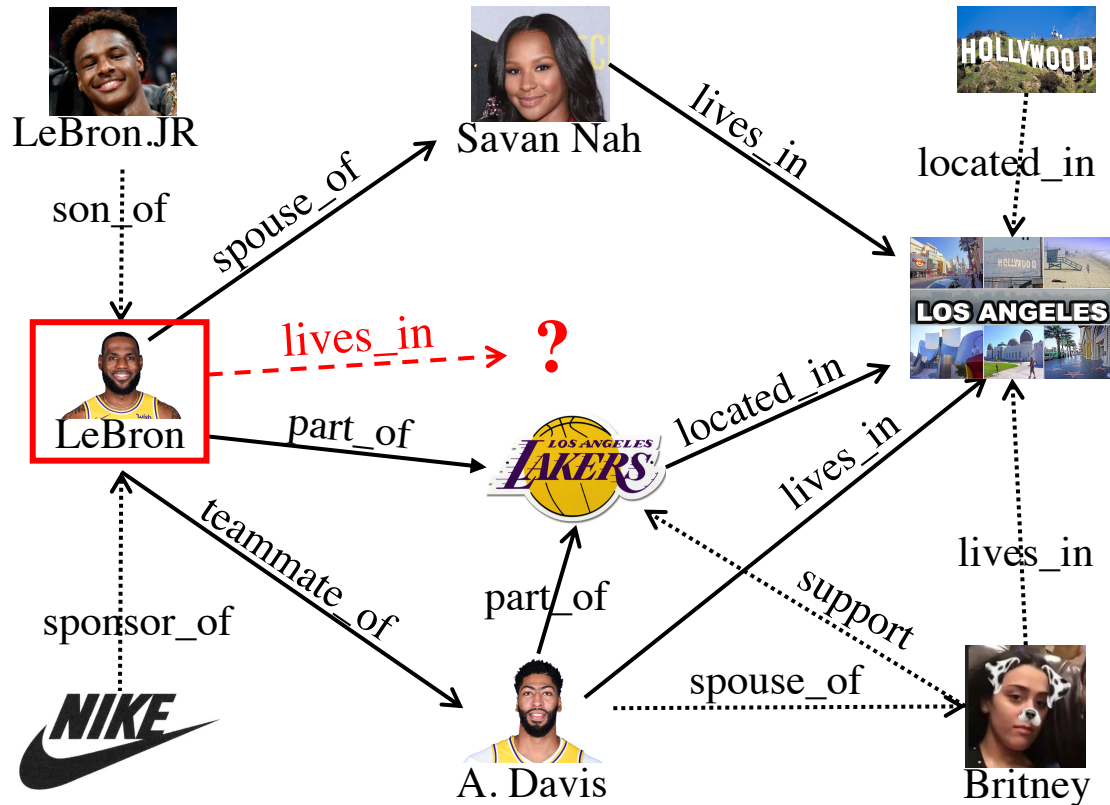 HOLLYWOOD
LeBron.JR
Savan Nah
lives_in
located_in
son_of
spouse_of
HOLLYWOOD
LOS ANGELES
lives_in
?
LeBron
part_of
located_in
LOS ANGELES
LAKERS
lives_in
teammate_of
part_of
support
lives_in
sponsor_of
spouse_of
NIKE
A. Davis
Britney